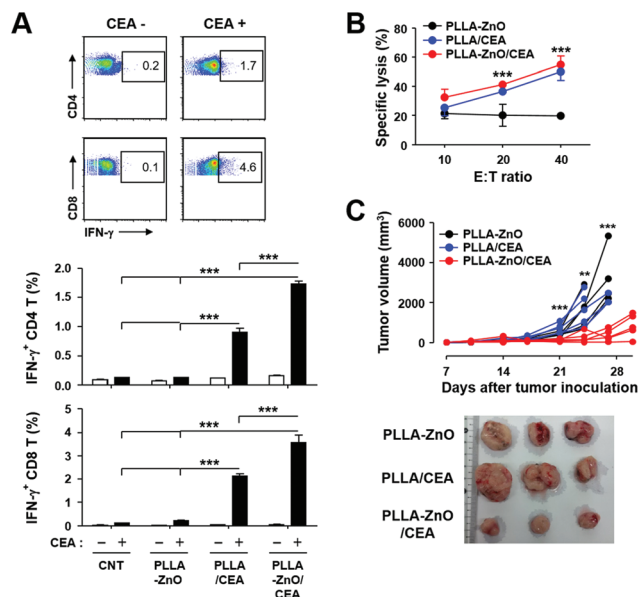 A
CEA - CEA +
CD4
0.2 1.7
CD8
0.1 4.6
IFN-γ
IFN-γ+ CD4 T (%)
2.0
1.5
1.0
0.5
0.0
***
***
***
IFN-γ+ CD8 T (%)
5
4
3
2
1
0
***
***
***
CEA : − + − + − + − +
CNT PLLA PLLA PLLA
-ZnO /CEA -ZnO/
CEA
B
Specific lysis (%)
100
80
60
40
20
0
PLLA-ZnO
PLLA/CEA
PLLA-ZnO/CEA
*** ***
10 20 40
E:T ratio
C
Tumor volume (mm3)
6000
4000
2000
0
PLLA-ZnO
PLLA/CEA
PLLA-ZnO/CEA
*** ** ***
7 14 21 28
Days after tumor inoculation
PLLA-ZnO
PLLA/CEA
PLLA-ZnO
/CEA